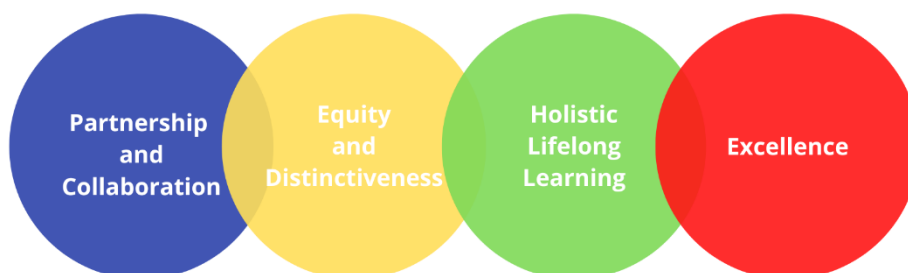 Partnership
and
Collaboration
Equity
and
Distinctiveness
Holistic
Lifelong
Learning
Excellence